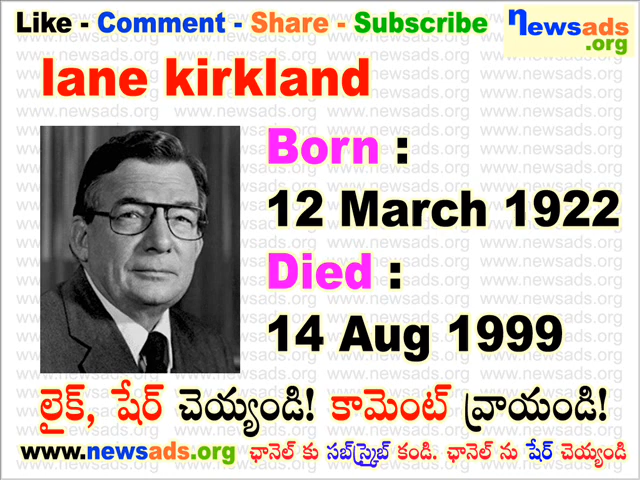 Like - Comment - Share - Subscribe
newsads
.org
lane kirkland
Born :
12 March 1922
Died :
14 Aug 1999
లైక్, షేర్ చెయ్యండి! కామెంట్ వ్రాయండి!
www.newsads.org ఛానెల్ కు సబ్‌స్క్రైబ్ కండి. ఛానెల్ ను షేర్ చెయ్యండి